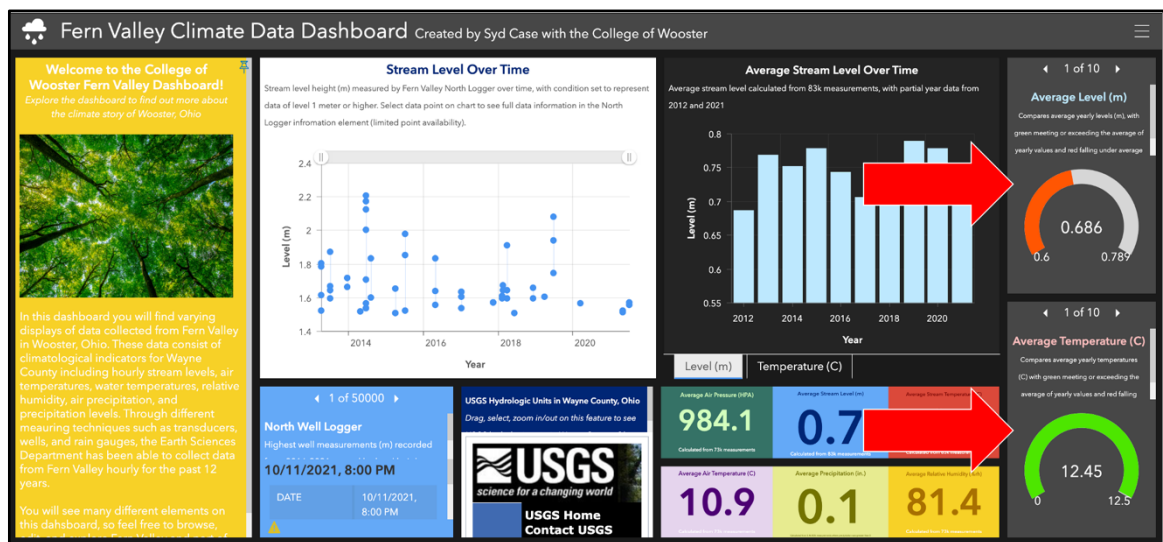 Fern Valley Climate Data Dashboard Created by Syd Case with the College of Wooster
Welcome to the College of
Wooster Fern Valley Dashboard!
Explore the dashboard to find out more about
the climate story of Wooster, Ohio
In this dashboard you will find varying
displays of data collected from Fern Valley
in Wooster, Ohio. These data consist of
climatological indicators for Wayne
County including hourly stream levels, air
temperatures, water temperatures, relative
humidity, air precipitation, and
precipitation levels. Through different
meauring techniques such as transducers,
wells, and rain gauges, the Earth Sciences
Department has been able to collect data
from Fern Valley hourly for the past 12
years.
You will see many different elements on
this dahsboard, so feel free to browse,
Stream Level Over Time
Stream level height (m) measured by Fern Valley North Logger over time, with condition set to represent
data of level 1 meter or higher. Select data point on chart to see full data information in the North
Logger infromation element (limited point availability).
2.4
2.2
2
1.8
1.6
1.4
Level (m)
2014
2016
2018
2020
Year
Average Stream Level Over Time
Average stream level calculated from 83k measurements, with partial year data from
2012 and 2021
0.8
0.75
0.7
0.65
0.6
0.55
Level (m)
2012
2014
2016
2018
2020
Year
Level (m)
Temperature (C)
1 of 10
Average Level (m)
Compares average yearly levels (m), with
green meeting or exceeding the average of
yearly values and red falling under average
0.686
0.6
0.789
1 of 10
Average Temperature (C)
Compares average yearly temperatures
(C) with green meeting or exceeding the
average of yearly values and red falling
12.45
0
12.5
1 of 50000
North Well Logger
Highest well measurements (m) recorded
10/11/2021, 8:00 PM
DATE
10/11/2021,
8:00 PM
USGS Hydrologic Units in Wayne County, Ohio
Drag, select, zoom in/out on this feature to see
USGS
science for a changing world
USGS Home
Contact USGS
Average Air Pressure (HPA)
984.1
Calculated from 73k measurements
Average Stream Level (m)
0.7
Calculated from 83k measurements
Average Air Temperature (C)
10.9
Average Precipitation (in.)
0.1
Average Relative Humidity
81.4